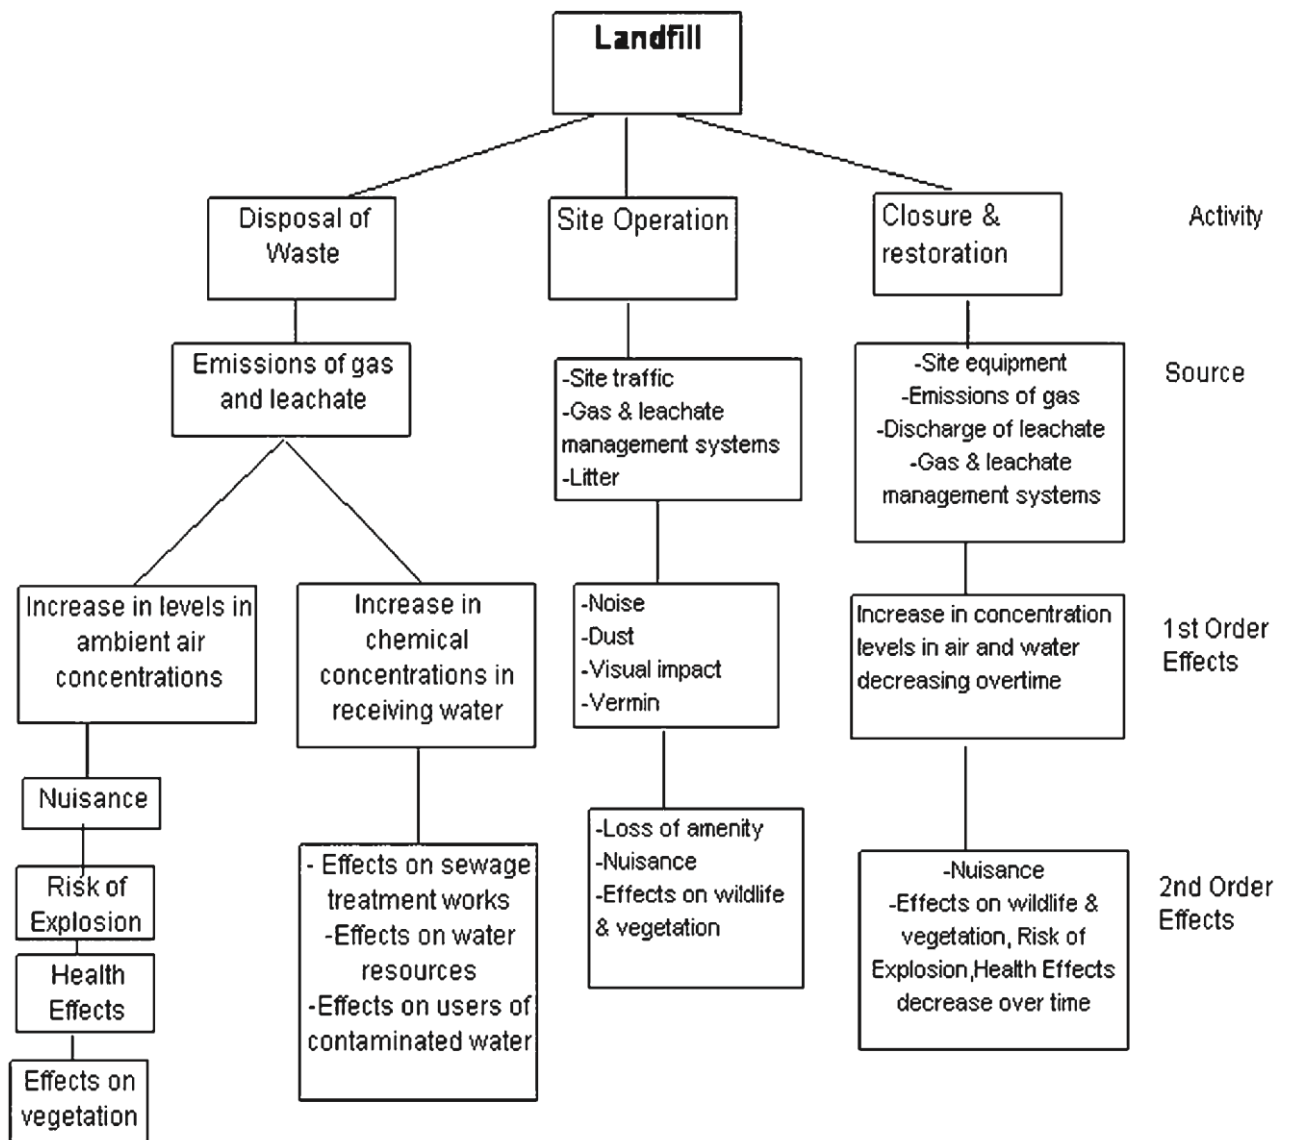 Landfill
Disposal of
Waste
Site Operation
Closure &
restoration
Activity
Emissions of gas
and leachate
-Site traffic
-Gas & leachate
management systems
-Litter
-Site equipment
-Emissions of gas
-Discharge of leachate
-Gas & leachate
management systems
Source
Increase in levels in
ambient air
concentrations
Increase in
chemical
concentrations in
receiving water
-Noise
-Dust
-Visual impact
-Vermin
Increase in concentration
levels in air and water
decreasing overtime
1st Order
Effects
Nuisance
Risk of
Explosion
Health
Effects
Effects on
vegetation
- Effects on sewage
treatment works
-Effects on water
resources
-Effects on users of
contaminated water
-Loss of amenity
-Nuisance
-Effects on wildlife
& vegetation
-Nuisance
-Effects on wildlife &
vegetation, Risk of
Explosion,Health Effects
decrease over time
2nd Order
Effects